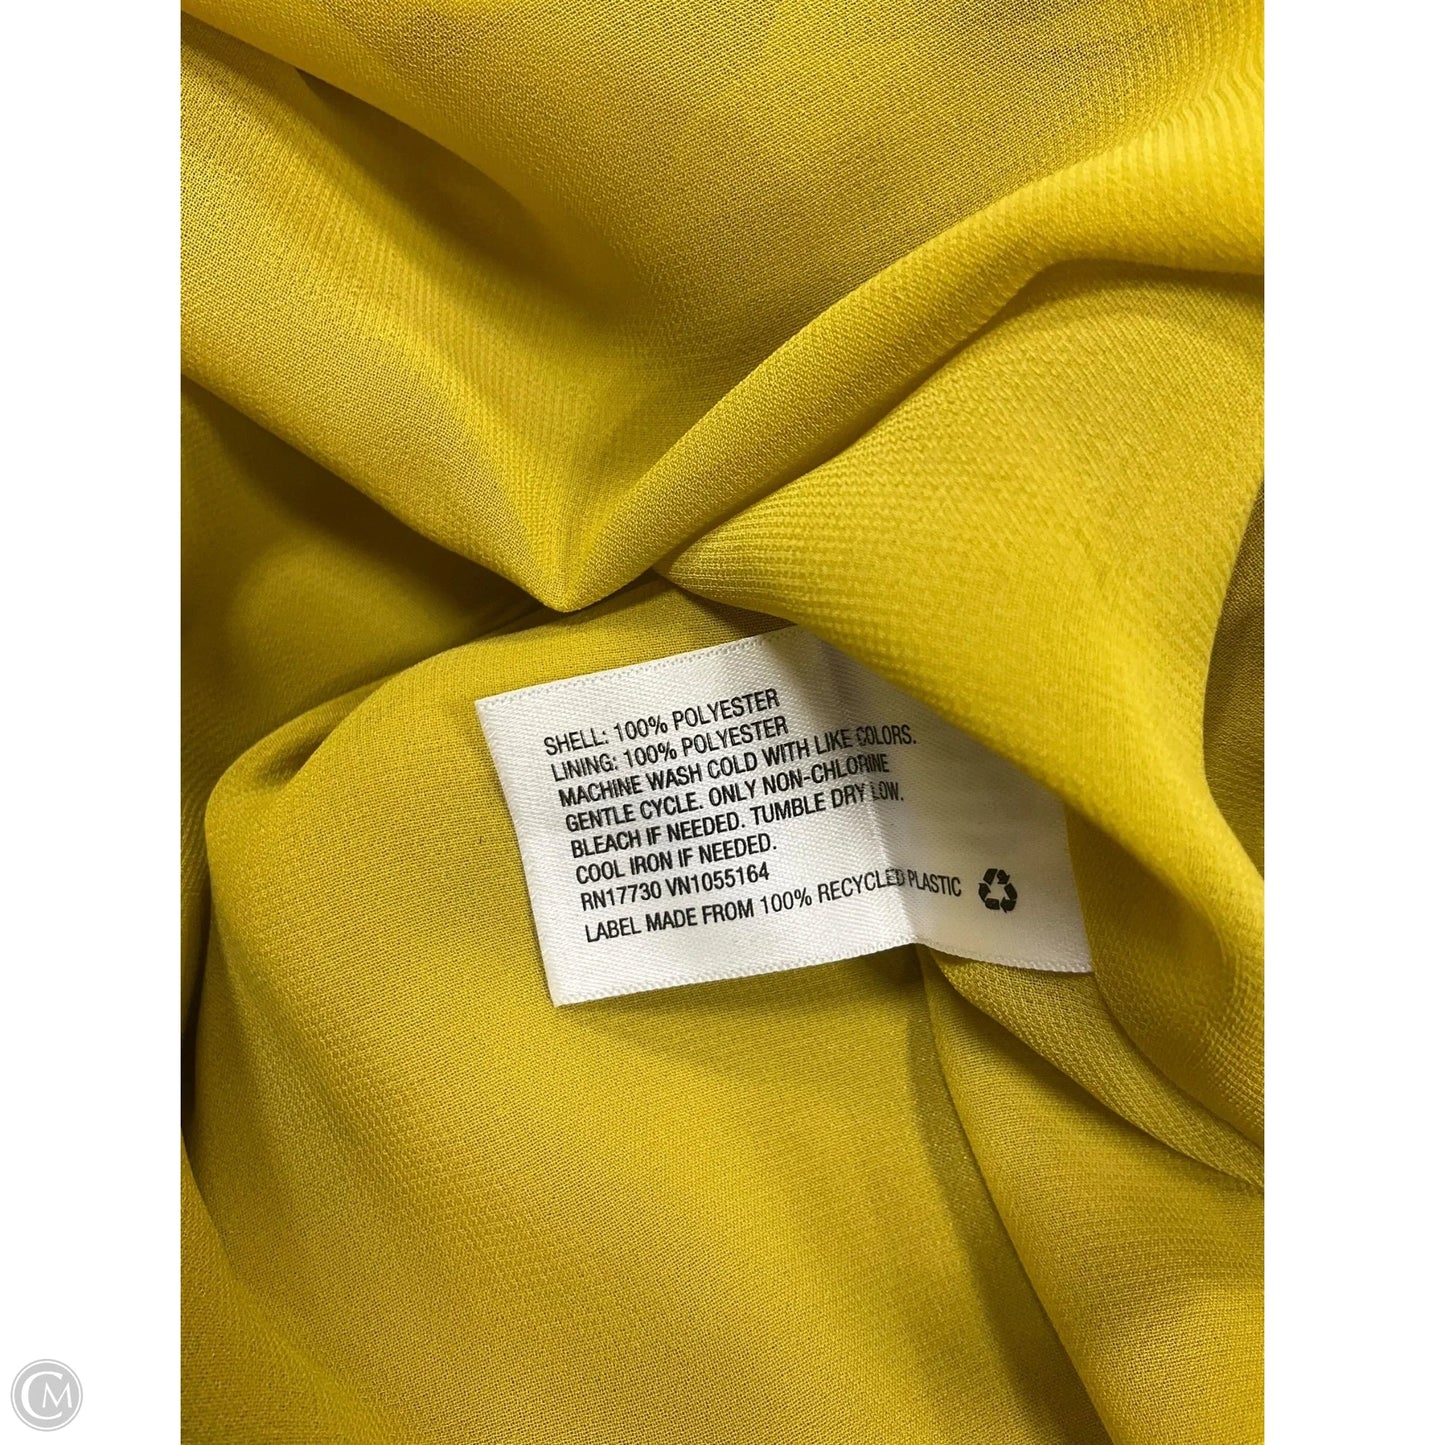 SHELL: 100% POLYESTER
LINING: 100% POLYESTER
MACHINE WASH COLD WITH LIKE COLORS.
GENTLE CYCLE. ONLY NON-CHLORINE
BLEACH IF NEEDED. TUMBLE DRY LOW.
COOL IRON IF NEEDED.
RN17730 VN1055164
LABEL MADE FROM 100% RECYCLED PLASTIC
CM